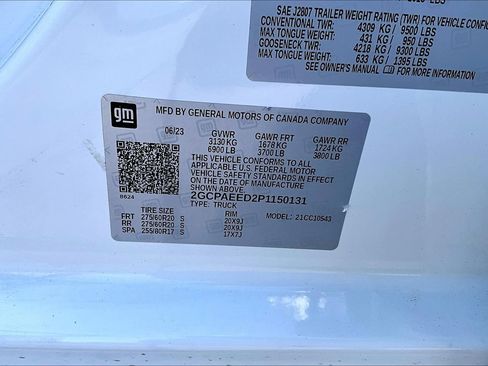 SAE J2807 TRAILER WEIGHT RATING (TWR) FOR VEHICLE CONFIG
CONVENTIONAL TWR: 4309 KG / 9500 LBS
MAX TONGUE WEIGHT: 431 KG / 950 LBS
GOOSENECK TWR: 4218 KG / 9300 LBS
MAX TONGUE WEIGHT: 633 KG / 1395 LBS
SEE OWNER'S MANUAL FOR MORE
gm
MFD BY GENERAL MOTORS OF CANADA COMPANY
06/23 GVWR GAWR FRT GAWR RR
3130 KG 1678 KG 1724 KG
6900 LB 3700 LB 3800 LB
THIS VEHICLE CONFORMS TO ALL
APPLICABLE U.S. FEDERAL MOTOR
VEHICLE SAFETY STANDARDS IN EFFECT
ON THE DATE OF MANUFACTURE SHOWN ABOVE.
2GCPAEED2P1150131
8624
TYPE: TRUCK
TIRE SIZE RIM MODEL: 21CC10543
FRT 275/60R20 S 20X9J
RR 275/60R20 S 20X9J
SPA 255/80R17 S 17X7J